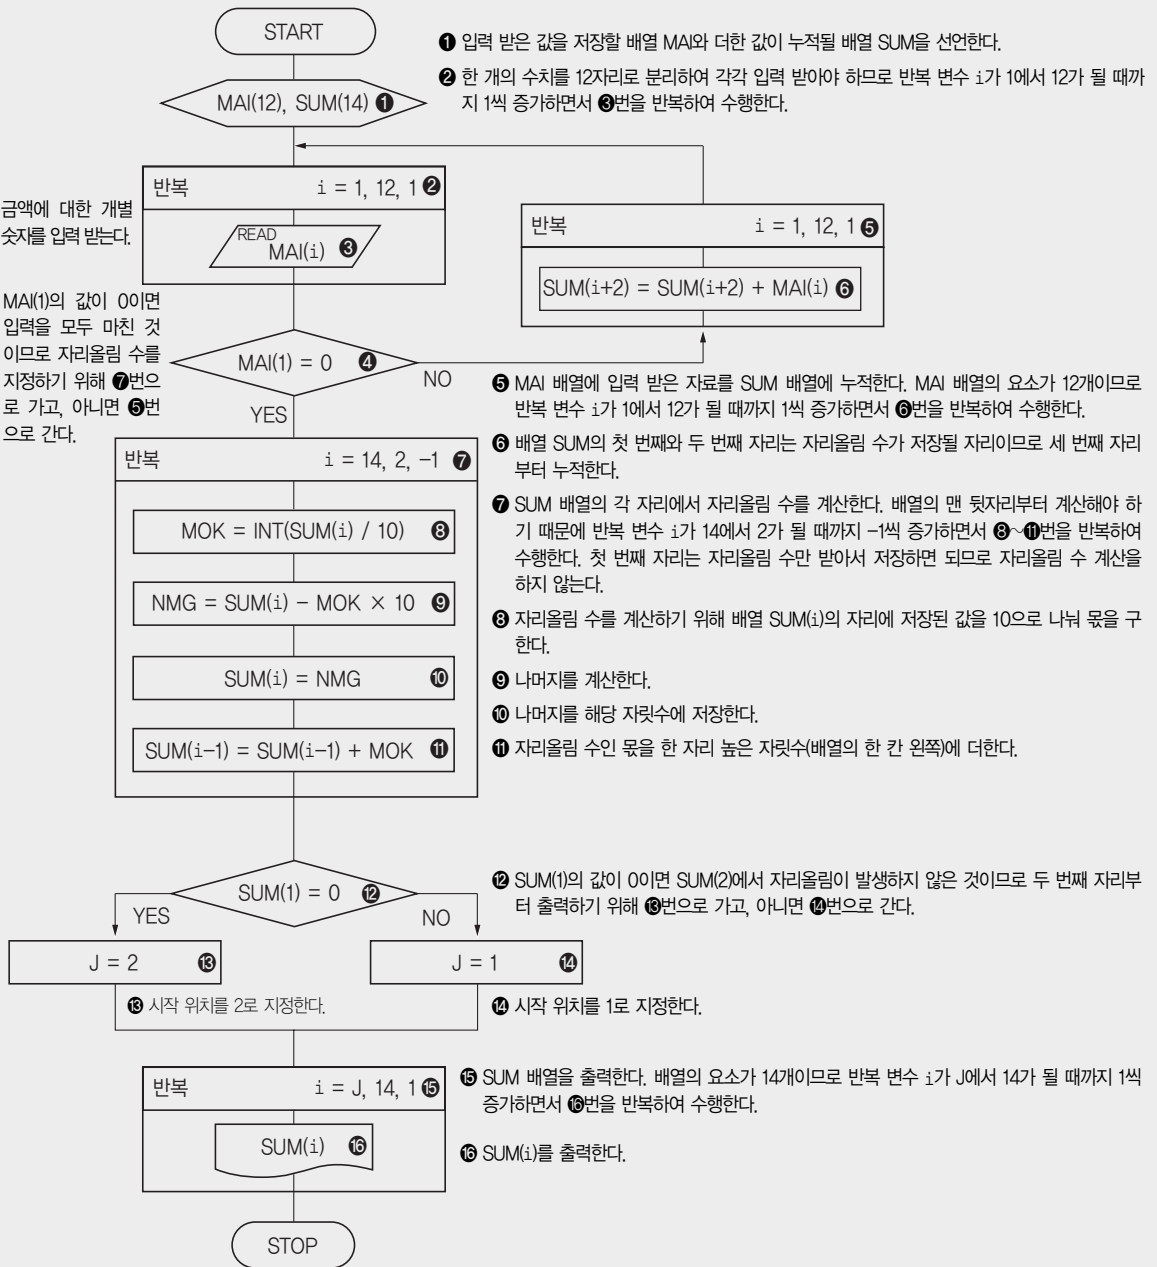 START
❶ 입력 받은 값을 저장할 배열 MAI와 더한 값이 누적될 배열 SUM을 선언한다.
❷ 한 개의 수치를 12자리로 분리하여 각각 입력 받아야 하므로 반복 변수 i가 1에서 12가 될 때까
지 1씩 증가하면서 ❸번을 반복하여 수행한다.
MAI(12), SUM(14) ❶
반복 i = 1, 12, 1 ❷
금액에 대한 개별
숫자를 입력 받는다.
READ
MAI(i) ❸
반복 i = 1, 12, 1 ❺
SUM(i+2) = SUM(i+2) + MAI(i) ❻
MAI(1)의 값이 0이면
입력을 모두 마친 것
이므로 자리올림 수를
지정하기 위해 ❼번으
로 가고, 아니면 ❺번
으로 간다.
MAI(1) = 0 ❹
NO
YES
❺ MAI 배열에 입력 받은 자료를 SUM 배열에 누적한다. MAI 배열의 요소가 12개이므로
반복 변수 i가 1에서 12가 될 때까지 1씩 증가하면서 ❻번을 반복하여 수행한다.
❻ 배열 SUM의 첫 번째와 두 번째 자리는 자리올림 수가 저장될 자리이므로 세 번째 자리
부터 누적한다.
반복 i = 14, 2, -1 ❼
❼ SUM 배열의 각 자리에서 자리올림 수를 계산한다. 배열의 맨 뒷자리부터 계산해야 하
기 때문에 반복 변수 i가 14에서 2가 될 때까지 -1씩 증가하면서 ❽~⓫번을 반복하여
수행한다. 첫 번째 자리는 자리올림 수만 받아서 저장하면 되므로 자리올림 수 계산을
하지 않는다.
MOK = INT(SUM(i) / 10) ❽
NMG = SUM(i) - MOK × 10 ❾
SUM(i) = NMG ❿
SUM(i-1) = SUM(i-1) + MOK ⓫
❽ 자리올림 수를 계산하기 위해 배열 SUM(i)의 자리에 저장된 값을 10으로 나눠 몫을 구
한다.
❾ 나머지를 계산한다.
❿ 나머지를 해당 자릿수에 저장한다.
⓫ 자리올림 수인 몫을 한 자리 높은 자릿수(배열의 한 칸 왼쪽)에 더한다.
SUM(1) = 0 ⓬
YES
NO
⓬ SUM(1)의 값이 0이면 SUM(2)에서 자리올림이 발생하지 않은 것이므로 두 번째 자리부
터 출력하기 위해 ⓭번으로 가고, 아니면 ⓮번으로 간다.
J = 2 ⓭
J = 1 ⓮
⓭ 시작 위치를 2로 지정한다.
⓮ 시작 위치를 1로 지정한다.
반복 i = J, 14, 1 ⓯
SUM(i) ⓰
⓯ SUM 배열을 출력한다. 배열의 요소가 14개이므로 반복 변수 i가 J에서 14가 될 때까지 1씩
증가하면서 ⓰번을 반복하여 수행한다.
⓰ SUM(i)를 출력한다.
STOP